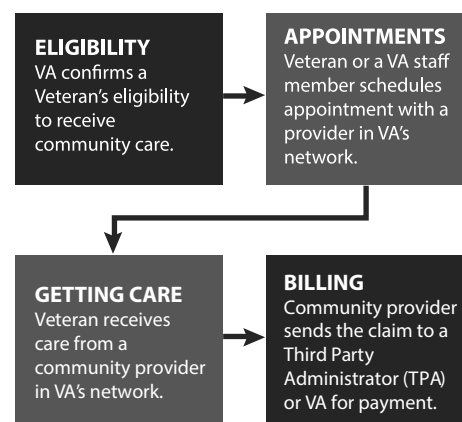 ELIGIBILITY
VA confirms a
Veteran's eligibility
to receive
community care.
APPOINTMENTS
Veteran or a VA staff
member schedules
appointment with a
provider in VA's
network.
GETTING CARE
Veteran receives
care from a
community provider
in VA's network.
BILLING
Community provider
sends the claim to a
Third Party
Administrator (TPA)
or VA for payment.